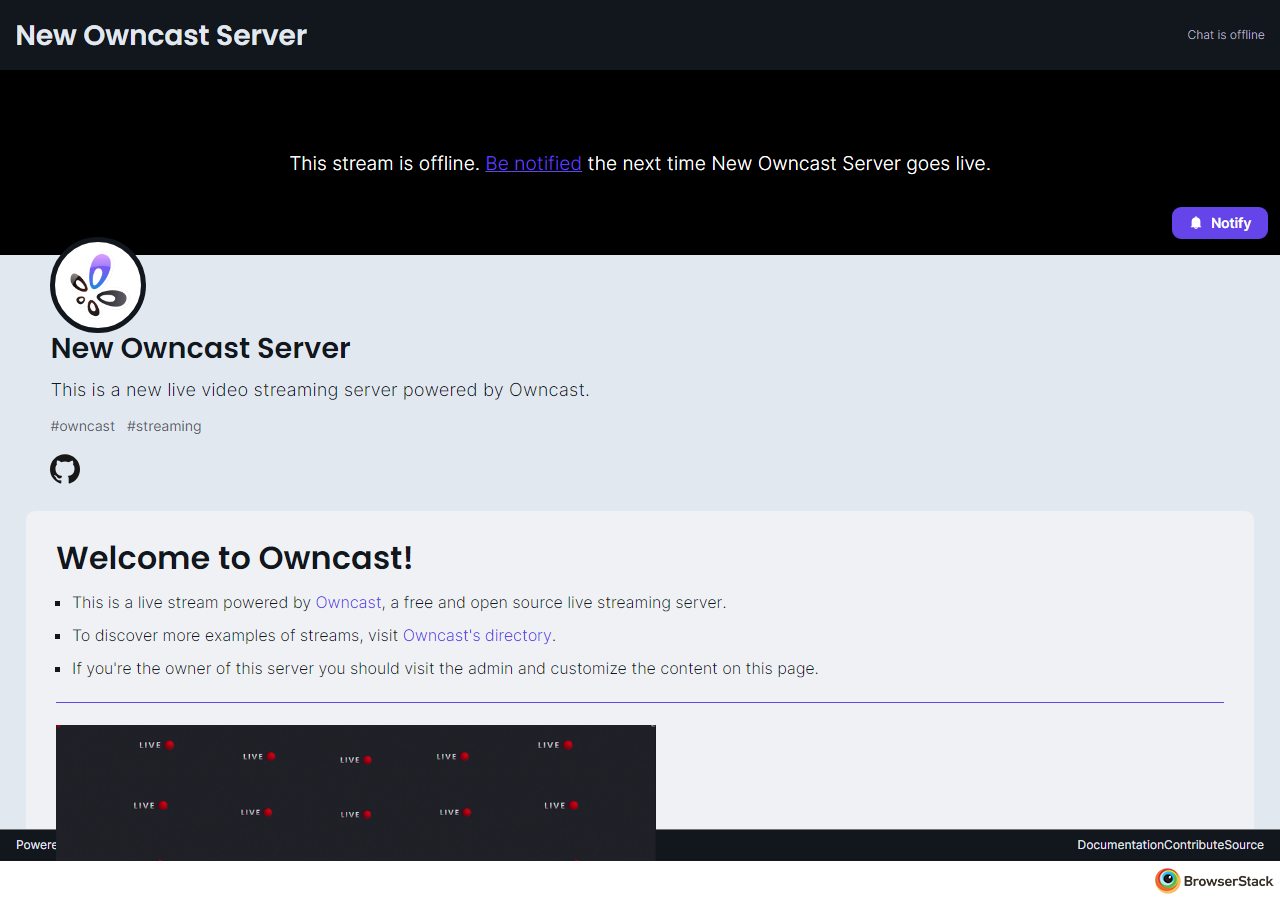 New Owncast Server
Chat is offline
This stream is offline. Be notified the next time New Owncast Server goes live.
Notify
New Owncast Server
This is a new live video streaming server powered by Owncast.
#owncast #streaming
Welcome to Owncast!
This is a live stream powered by Owncast, a free and open source live streaming server.
To discover more examples of streams, visit Owncast's directory.
If you're the owner of this server you should visit the admin and customize the content on this page.
LIVE LIVE LIVE LIVE LIVE
LIVE LIVE LIVE LIVE LIVE
Powere DocumentationContributeSource
BrowserStack